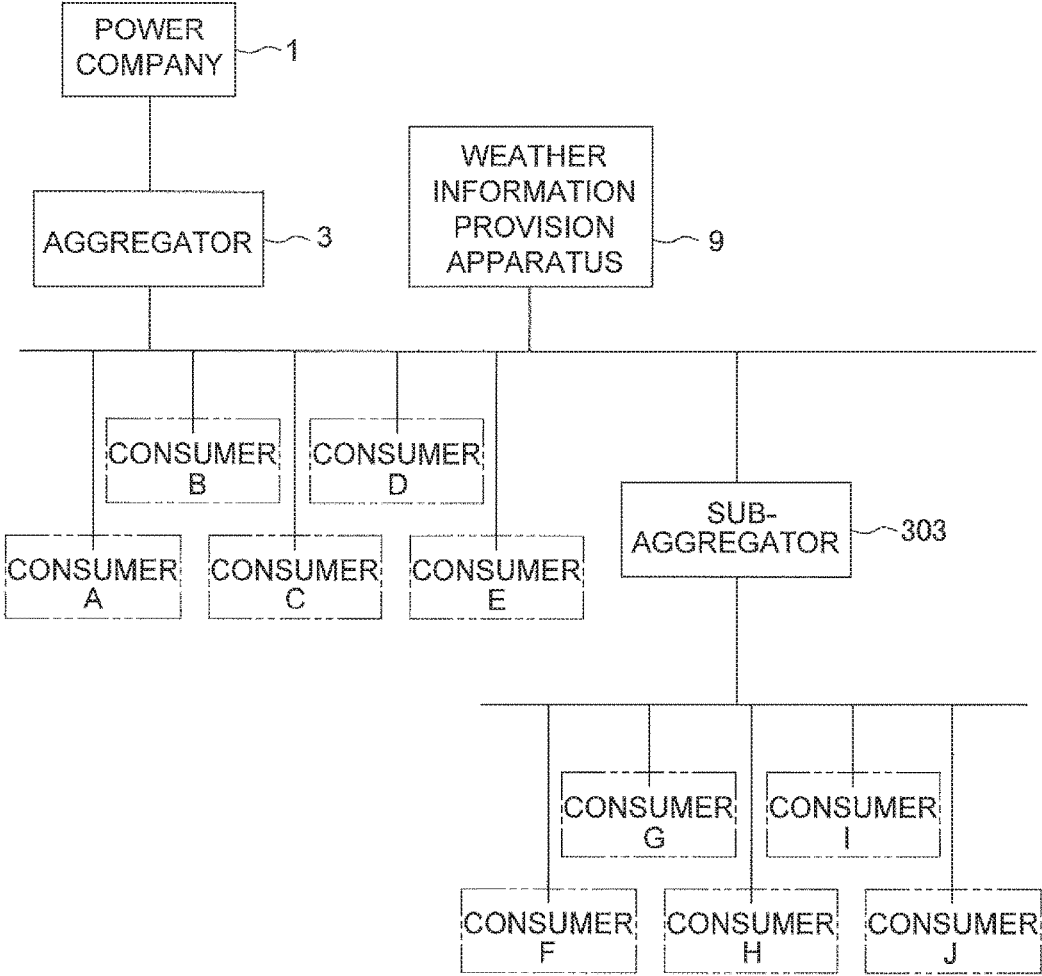 POWER
COMPANY
1
WEATHER
INFORMATION
PROVISION
APPARATUS
9
AGGREGATOR
3
CONSUMER
B
CONSUMER
D
SUB-
AGGREGATOR
303
CONSUMER
A
CONSUMER
C
CONSUMER
E
CONSUMER
G
CONSUMER
I
CONSUMER
F
CONSUMER
H
CONSUMER
J